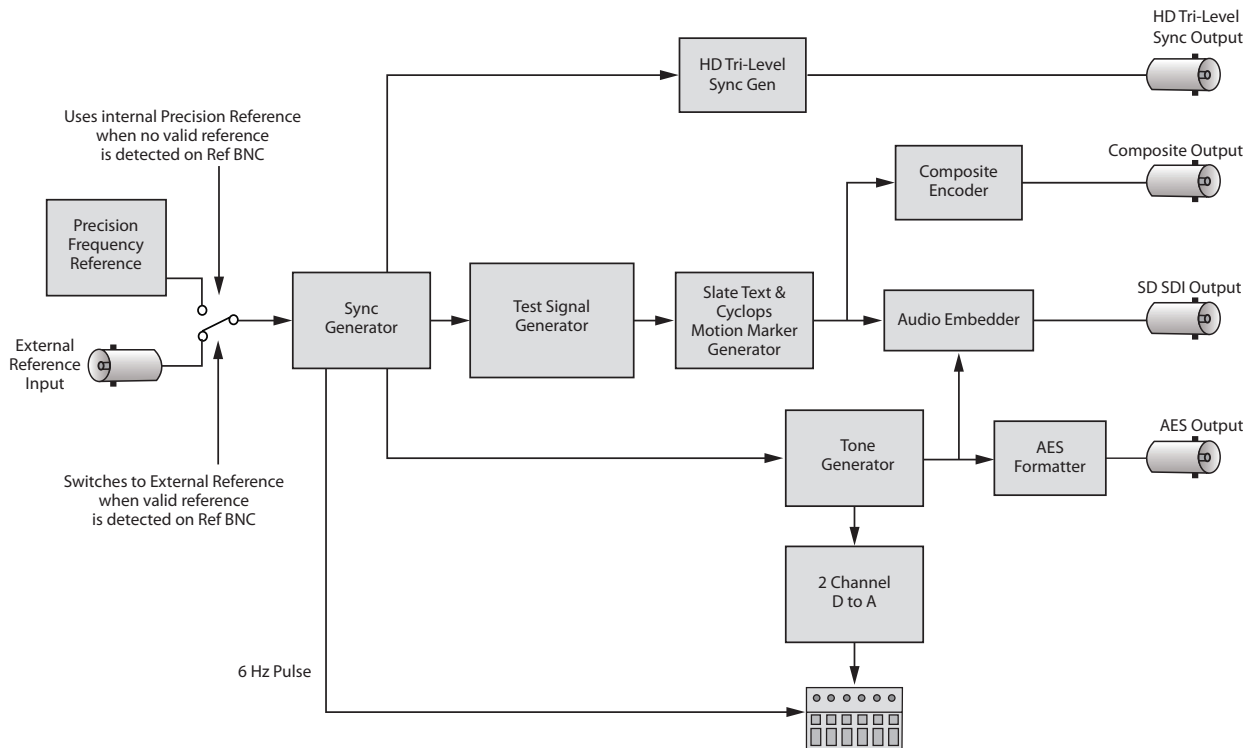 HD Tri-Level
Sync Output
HD Tri-Level
Sync Gen
Uses internal Precision Reference
when no valid reference
is detected on Ref BNC
Composite Output
Composite
Encoder
Precision
Frequency
Reference
Sync
Generator
Test Signal
Generator
Slate Text &
Cyclops
Motion Marker
Generator
SD SDI Output
Audio Embedder
External
Reference
Input
AES Output
Tone
Generator
AES
Formatter
Switches to External Reference
when valid reference
is detected on Ref BNC
2 Channel
D to A
6 Hz Pulse